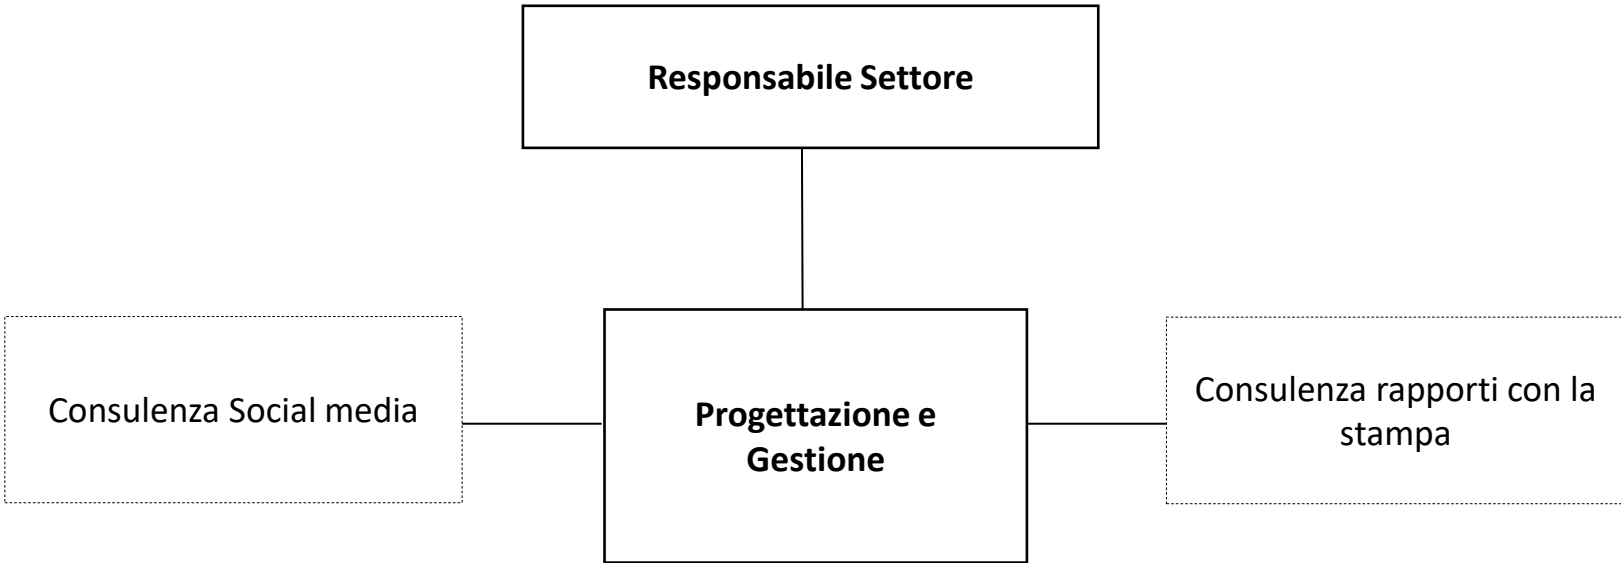 Responsabile Settore
Consulenza Social media
Progettazione e
Gestione
Consulenza rapporti con la
stampa